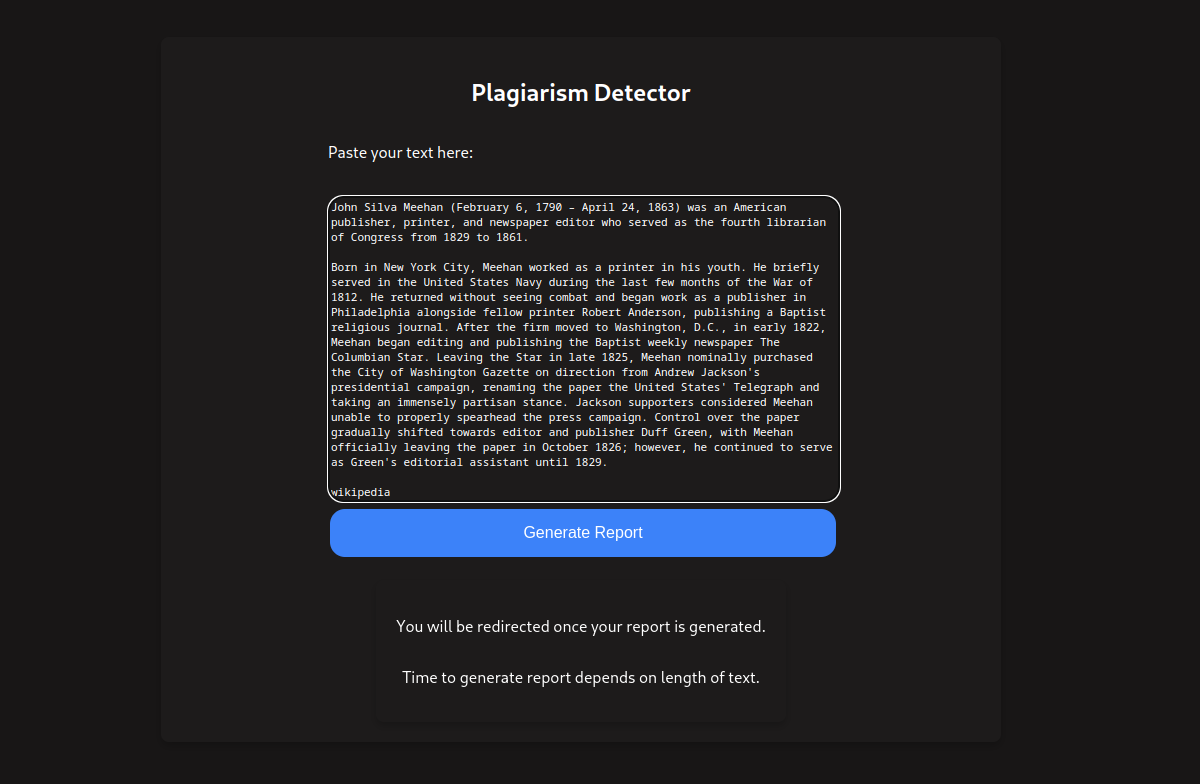 Plagiarism Detector
Paste your text here:
John Silva Meehan (February 6, 1790 – April 24, 1863) was an American
publisher, printer, and newspaper editor who served as the fourth librarian
of Congress from 1829 to 1861.
Born in New York City, Meehan worked as a printer in his youth. He briefly
served in the United States Navy during the last few months of the War of
1812. He returned without seeing combat and began work as a publisher in
Philadelphia alongside fellow printer Robert Anderson, publishing a Baptist
religious journal. After the firm moved to Washington, D.C., in early 1822,
Meehan began editing and publishing the Baptist weekly newspaper The
Columbian Star. Leaving the Star in late 1825, Meehan nominally purchased
the City of Washington Gazette on direction from Andrew Jackson's
presidential campaign, renaming the paper the United States' Telegraph and
taking an immensely partisan stance. Jackson supporters considered Meehan
unable to properly spearhead the press campaign. Control over the paper
gradually shifted towards editor and publisher Duff Green, with Meehan
officially leaving the paper in October 1826; however, he continued to serve
as Green's editorial assistant until 1829.
wikipedia
Generate Report
You will be redirected once your report is generated.
Time to generate report depends on length of text.